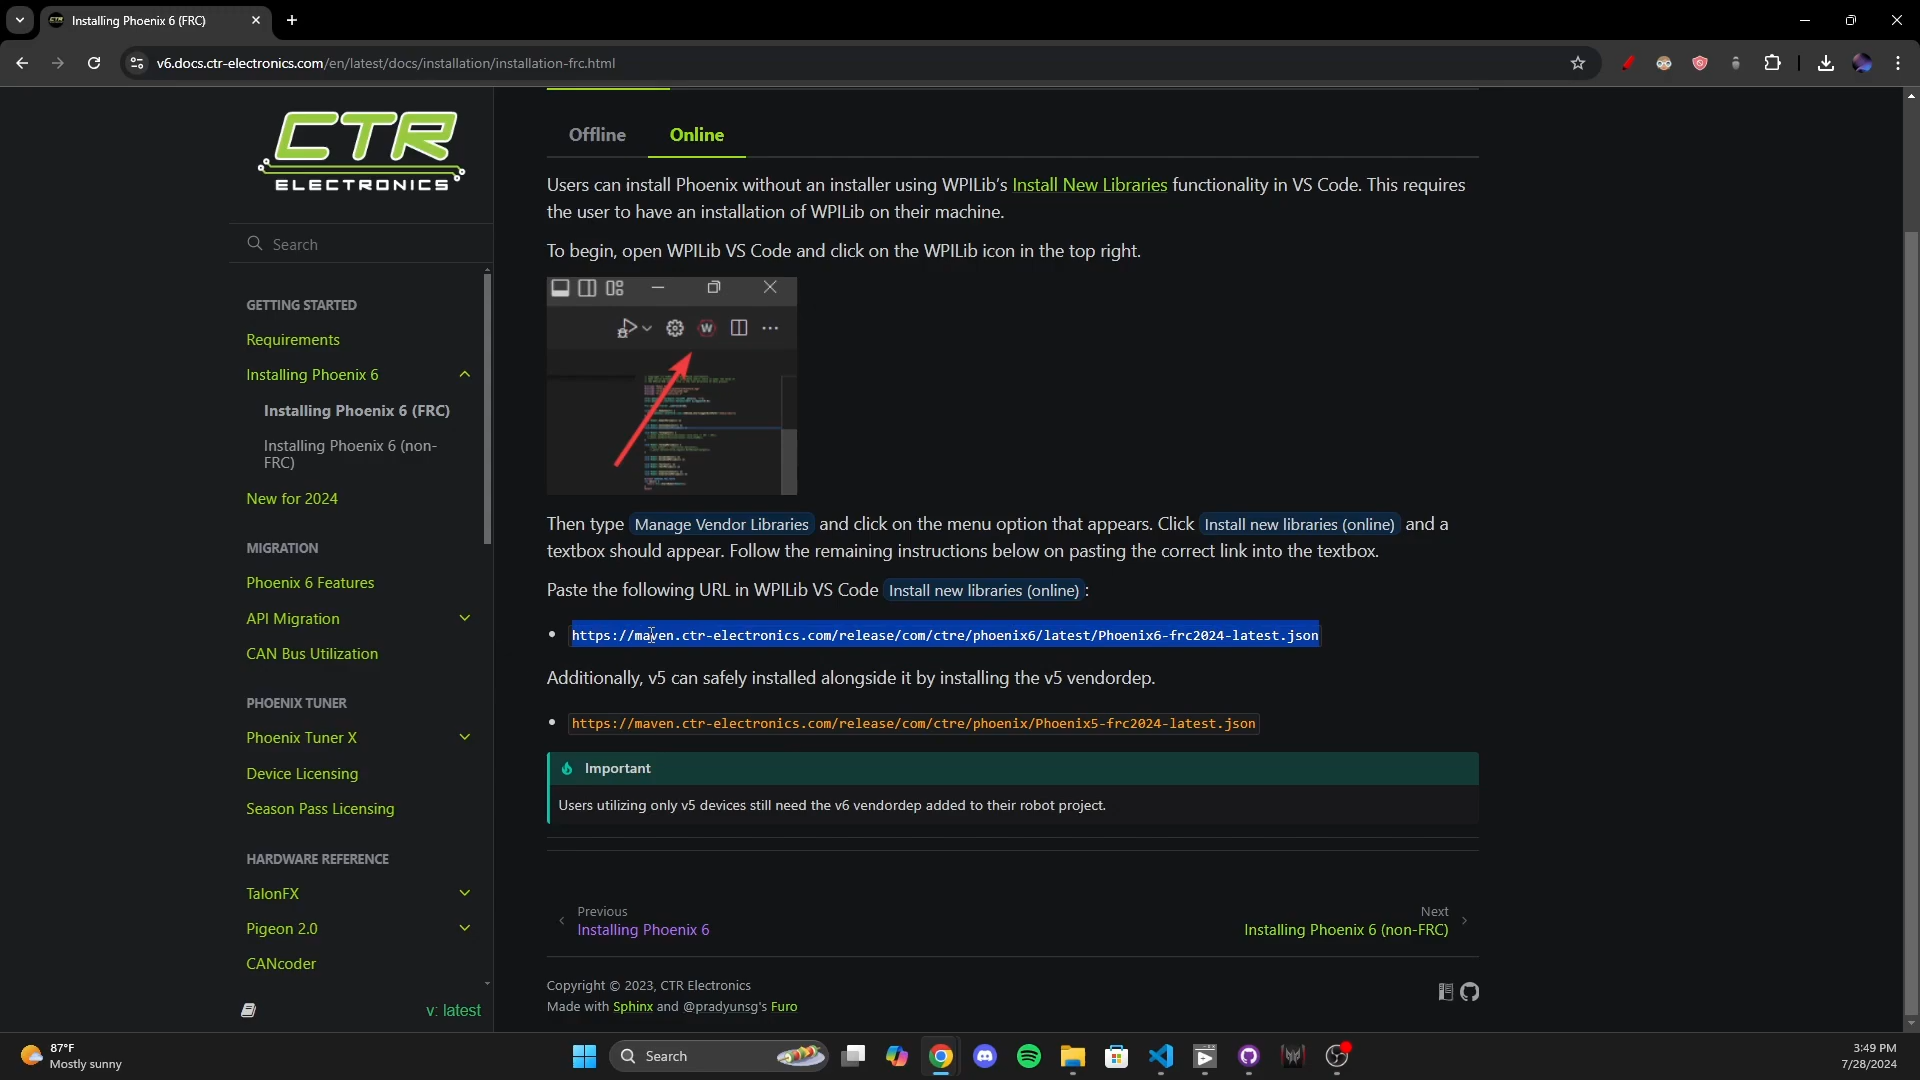 Installing Phoenix 6 (FRC)
v6.docs.ctr-electronics.com/en/latest/docs/installation/installation-frc.html
CTR
ELECTRONICS
Search
GETTING STARTED
Requirements
Installing Phoenix 6
Installing Phoenix 6 (FRC)
Installing Phoenix 6 (non-
FRC)
New for 2024
MIGRATION
Phoenix 6 Features
API Migration
CAN Bus Utilization
PHOENIX TUNER
Phoenix Tuner X
Device Licensing
Season Pass Licensing
HARDWARE REFERENCE
TalonFX
Pigeon 2.0
CANcoder
v: latest
Offline Online
Users can install Phoenix without an installer using WPILib's Install New Libraries functionality in VS Code. This requires
the user to have an installation of WPILib on their machine.
To begin, open WPILib VS Code and click on the WPILib icon in the top right.
W
Then type Manage Vendor Libraries and click on the menu option that appears. Click Install new libraries (online) and a
textbox should appear. Follow the remaining instructions below on pasting the correct link into the textbox.
Paste the following URL in WPILib VS Code Install new libraries (online) :
https://maven.ctr-electronics.com/release/com/ctre/phoenix6/latest/Phoenix6-frc2024-latest.json
Additionally, v5 can safely installed alongside it by installing the v5 vendordep.
https://maven.ctr-electronics.com/release/com/ctre/phoenix/Phoenix5-frc2024-latest.json
Important
Users utilizing only v5 devices still need the v6 vendordep added to their robot project.
Previous
Installing Phoenix 6
Next
Installing Phoenix 6 (non-FRC)
Copyright © 2023, CTR Electronics
Made with Sphinx and @pradyunsg's Furo
87°F
Mostly sunny
Search
3:49 PM
7/28/2024